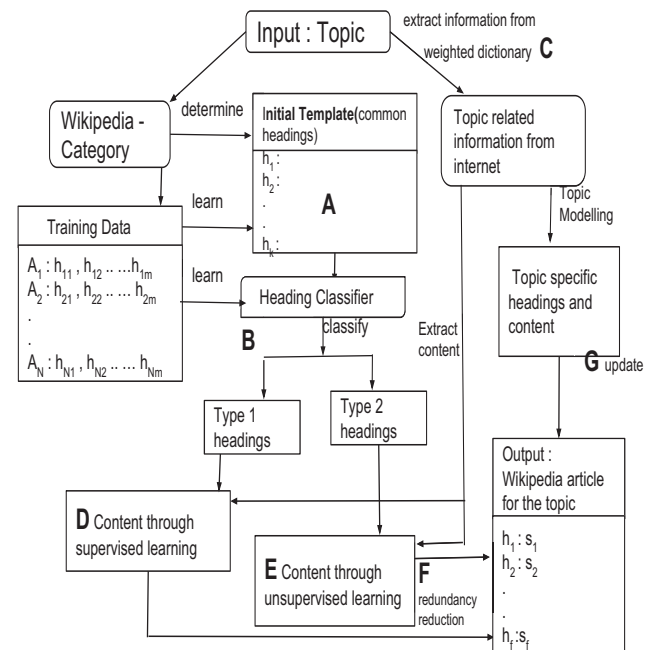 Input : Topic
extract information from
weighted dictionary C
Wikipedia -
Category
determine
Initial Template(common
headings)
h1 :
h2 :
.
.
hk :
A
Topic related
information from
internet
learn
Training Data
A1 : h11 , h12 .. ...h1m
A2 : h21 , h22 .. ... h2m
.
.
AN : hN1 , hN2 .. ... hNm
learn
Heading Classifier
classify
B
Topic
Modelling
Topic specific
headings and
content
Extract
content
G update
Type 1
headings
Type 2
headings
Output :
Wikipedia article
for the topic
h1 : s1
h2 : s2
.
.
hf :sf
D Content through
supervised learning
E Content through
unsupervised learning
F
redundancy
reduction